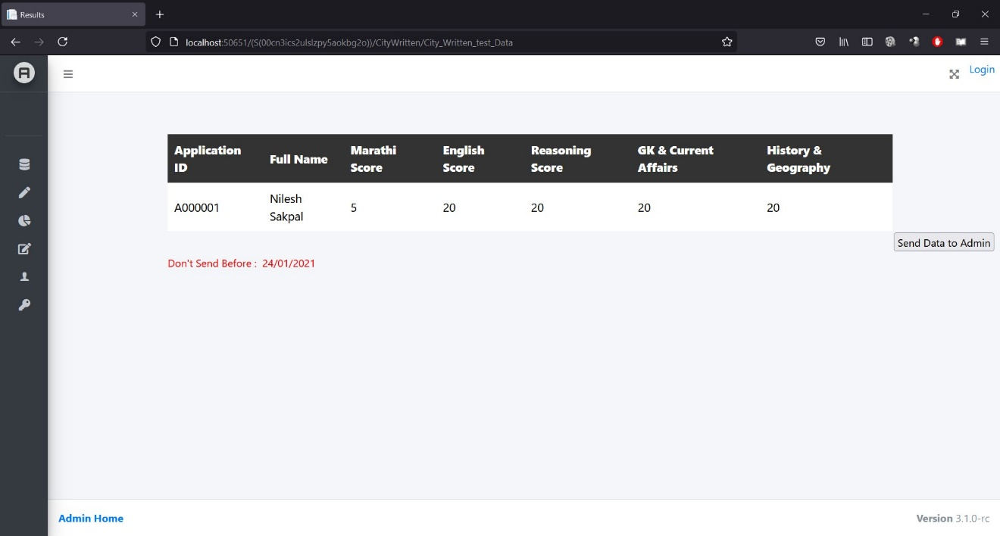 Results
localhost:50651/(S(00cn3ics2ulslzpy5aokbg2o))/CityWritten/City_Written_test_Data
A
Login
Application ID Full Name Marathi Score English Score Reasoning Score GK & Current Affairs History & Geography
A000001 Nilesh Sakpal 5 20 20 20 20
Send Data to Admin
Don't Send Before : 24/01/2021
Admin Home Version 3.1.0-rc